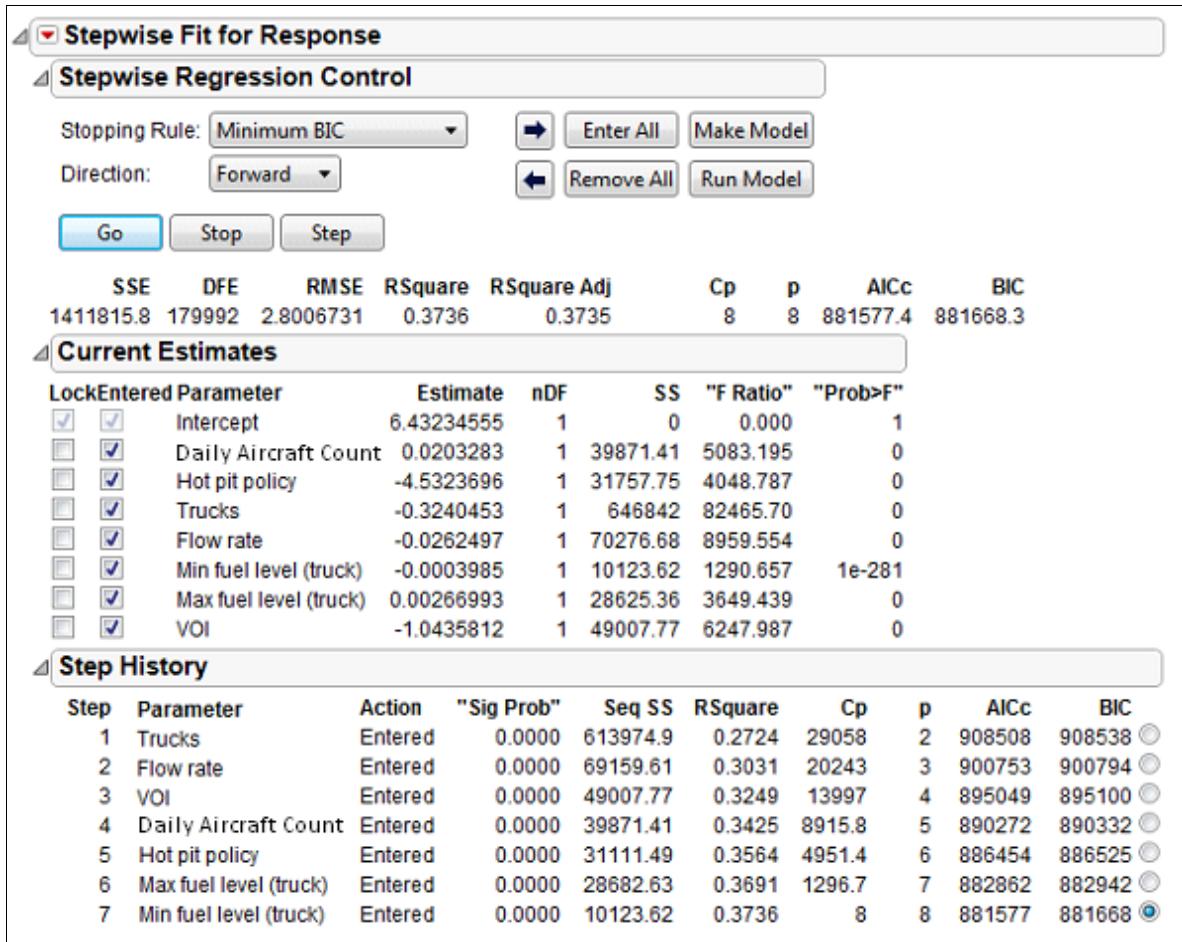 Stepwise Fit for Response
Stepwise Regression Control
Stopping Rule: Minimum BIC Enter All Make Model
Direction: Forward Remove All Run Model
Go Stop Step
SSE DFE RMSE RSquare RSquare Adj Cp p AICc BIC
1411815.8 179992 2.8006731 0.3736 0.3735 8 8 881577.4 881668.3
Current Estimates
Lock Entered Parameter Estimate nDF SS "F Ratio" "Prob>F"
Intercept 6.43234555 1 0 0.000 1
Daily Aircraft Count 0.0203283 1 39871.41 5083.195 0
Hot pit policy -4.5323696 1 31757.75 4048.787 0
Trucks -0.3240453 1 646842 82465.70 0
Flow rate -0.0262497 1 70276.68 8959.554 0
Min fuel level (truck) -0.0003985 1 10123.62 1290.657 1e-281
Max fuel level (truck) 0.00266993 1 28625.36 3649.439 0
VOI -1.0435812 1 49007.77 6247.987 0
Step History
Step Parameter Action "Sig Prob" Seq SS RSquare Cp p AICc BIC
1 Trucks Entered 0.0000 613974.9 0.2724 29058 2 908508 908538
2 Flow rate Entered 0.0000 69159.61 0.3031 20243 3 900753 900794
3 VOI Entered 0.0000 49007.77 0.3249 13997 4 895049 895100
4 Daily Aircraft Count Entered 0.0000 39871.41 0.3425 8915.8 5 890272 890332
5 Hot pit policy Entered 0.0000 31111.49 0.3564 4951.4 6 886454 886525
6 Max fuel level (truck) Entered 0.0000 28682.63 0.3691 1296.7 7 882862 882942
7 Min fuel level (truck) Entered 0.0000 10123.62 0.3736 8 8 881577 881668